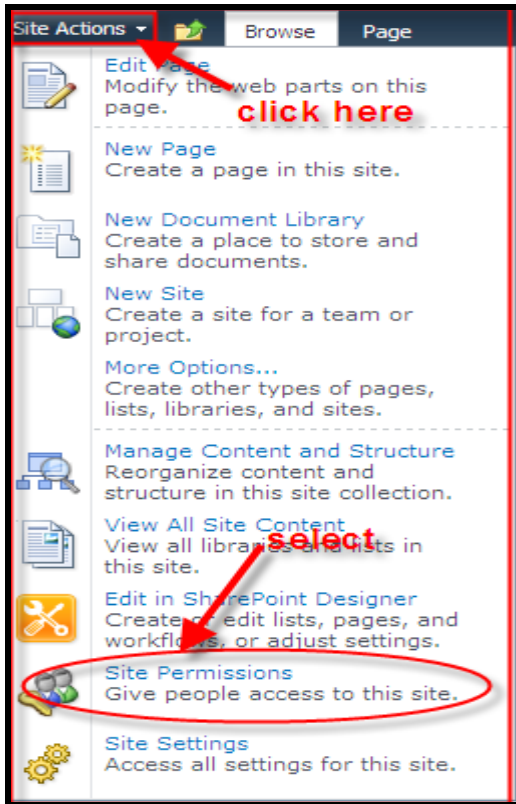 Site Actions Browse Page
Edit Page
Modify the web parts on this
page.
click here
New Page
Create a page in this site.
New Document Library
Create a place to store and
share documents.
New Site
Create a site for a team or
project.
More Options...
Create other types of pages,
lists, libraries, and sites.
Manage Content and Structure
Reorganize content and
structure in this site collection.
View All Site Content
select
View all libraries and lists in
this site.
Edit in SharePoint Designer
Create or edit lists, pages, and
workflows, or adjust settings.
Site Permissions
Give people access to this site.
Site Settings
Access all settings for this site.